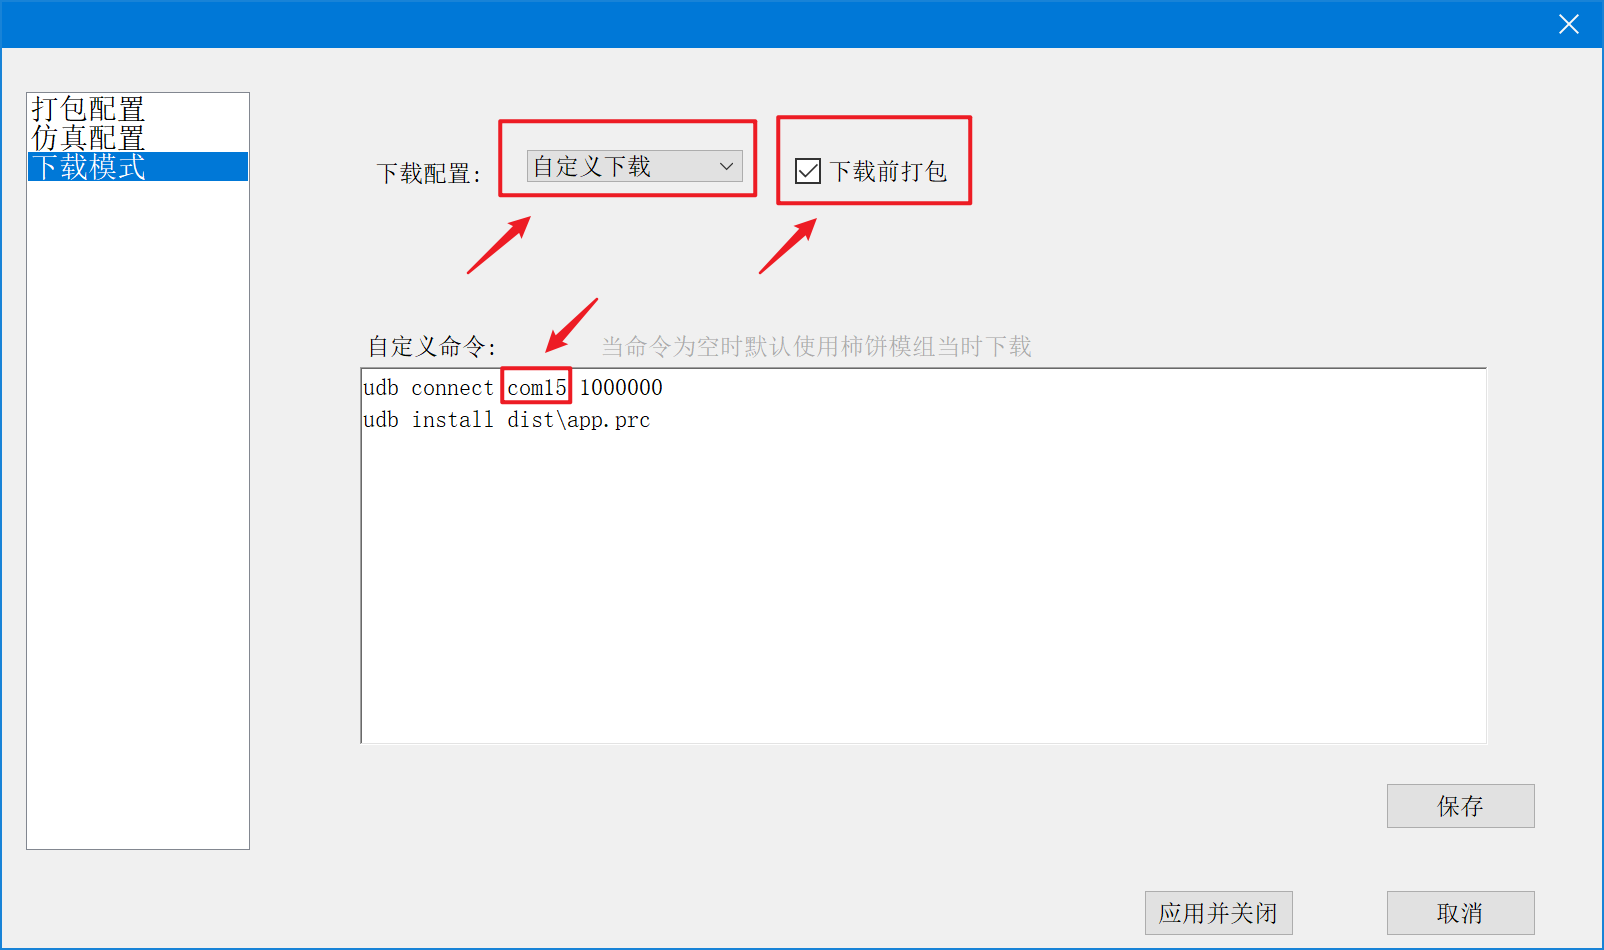 打包配置
仿真配置
下载模式
下载配置:
自定义下载
下载前打包
自定义命令:
当命令为空时默认使用柿饼模组当时下载
udb connect com15 1000000
udb install dist\app.prc
保存
应用并关闭
取消